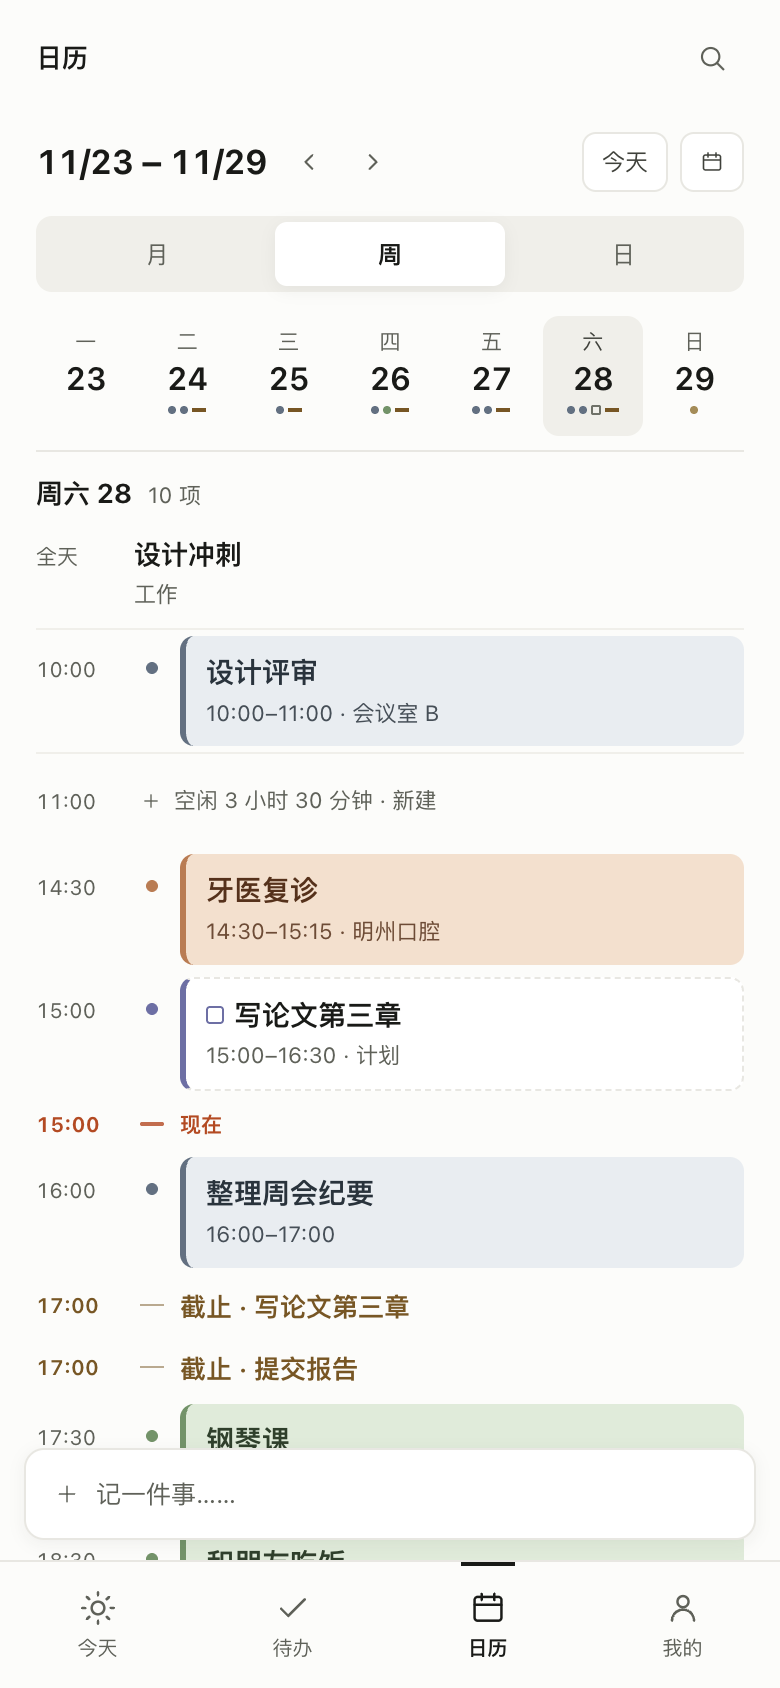 日历
11/23 – 11/29
今天
月 周 日
一 二 三 四 五 六 日
23 24 25 26 27 28 29
周六 28 10 项
全天 设计冲刺
工作
10:00 设计评审
10:00–11:00 · 会议室 B
11:00 + 空闲 3 小时 30 分钟 · 新建
14:30 牙医复诊
14:30–15:15 · 明州口腔
15:00 写论文第三章
15:00–16:30 · 计划
15:00 现在
16:00 整理周会纪要
16:00–17:00
17:00 截止 · 写论文第三章
17:00 截止 · 提交报告
17:30 钢琴课
+ 记一件事……
18:30 和朋友吃饭
今天 待办 日历 我的